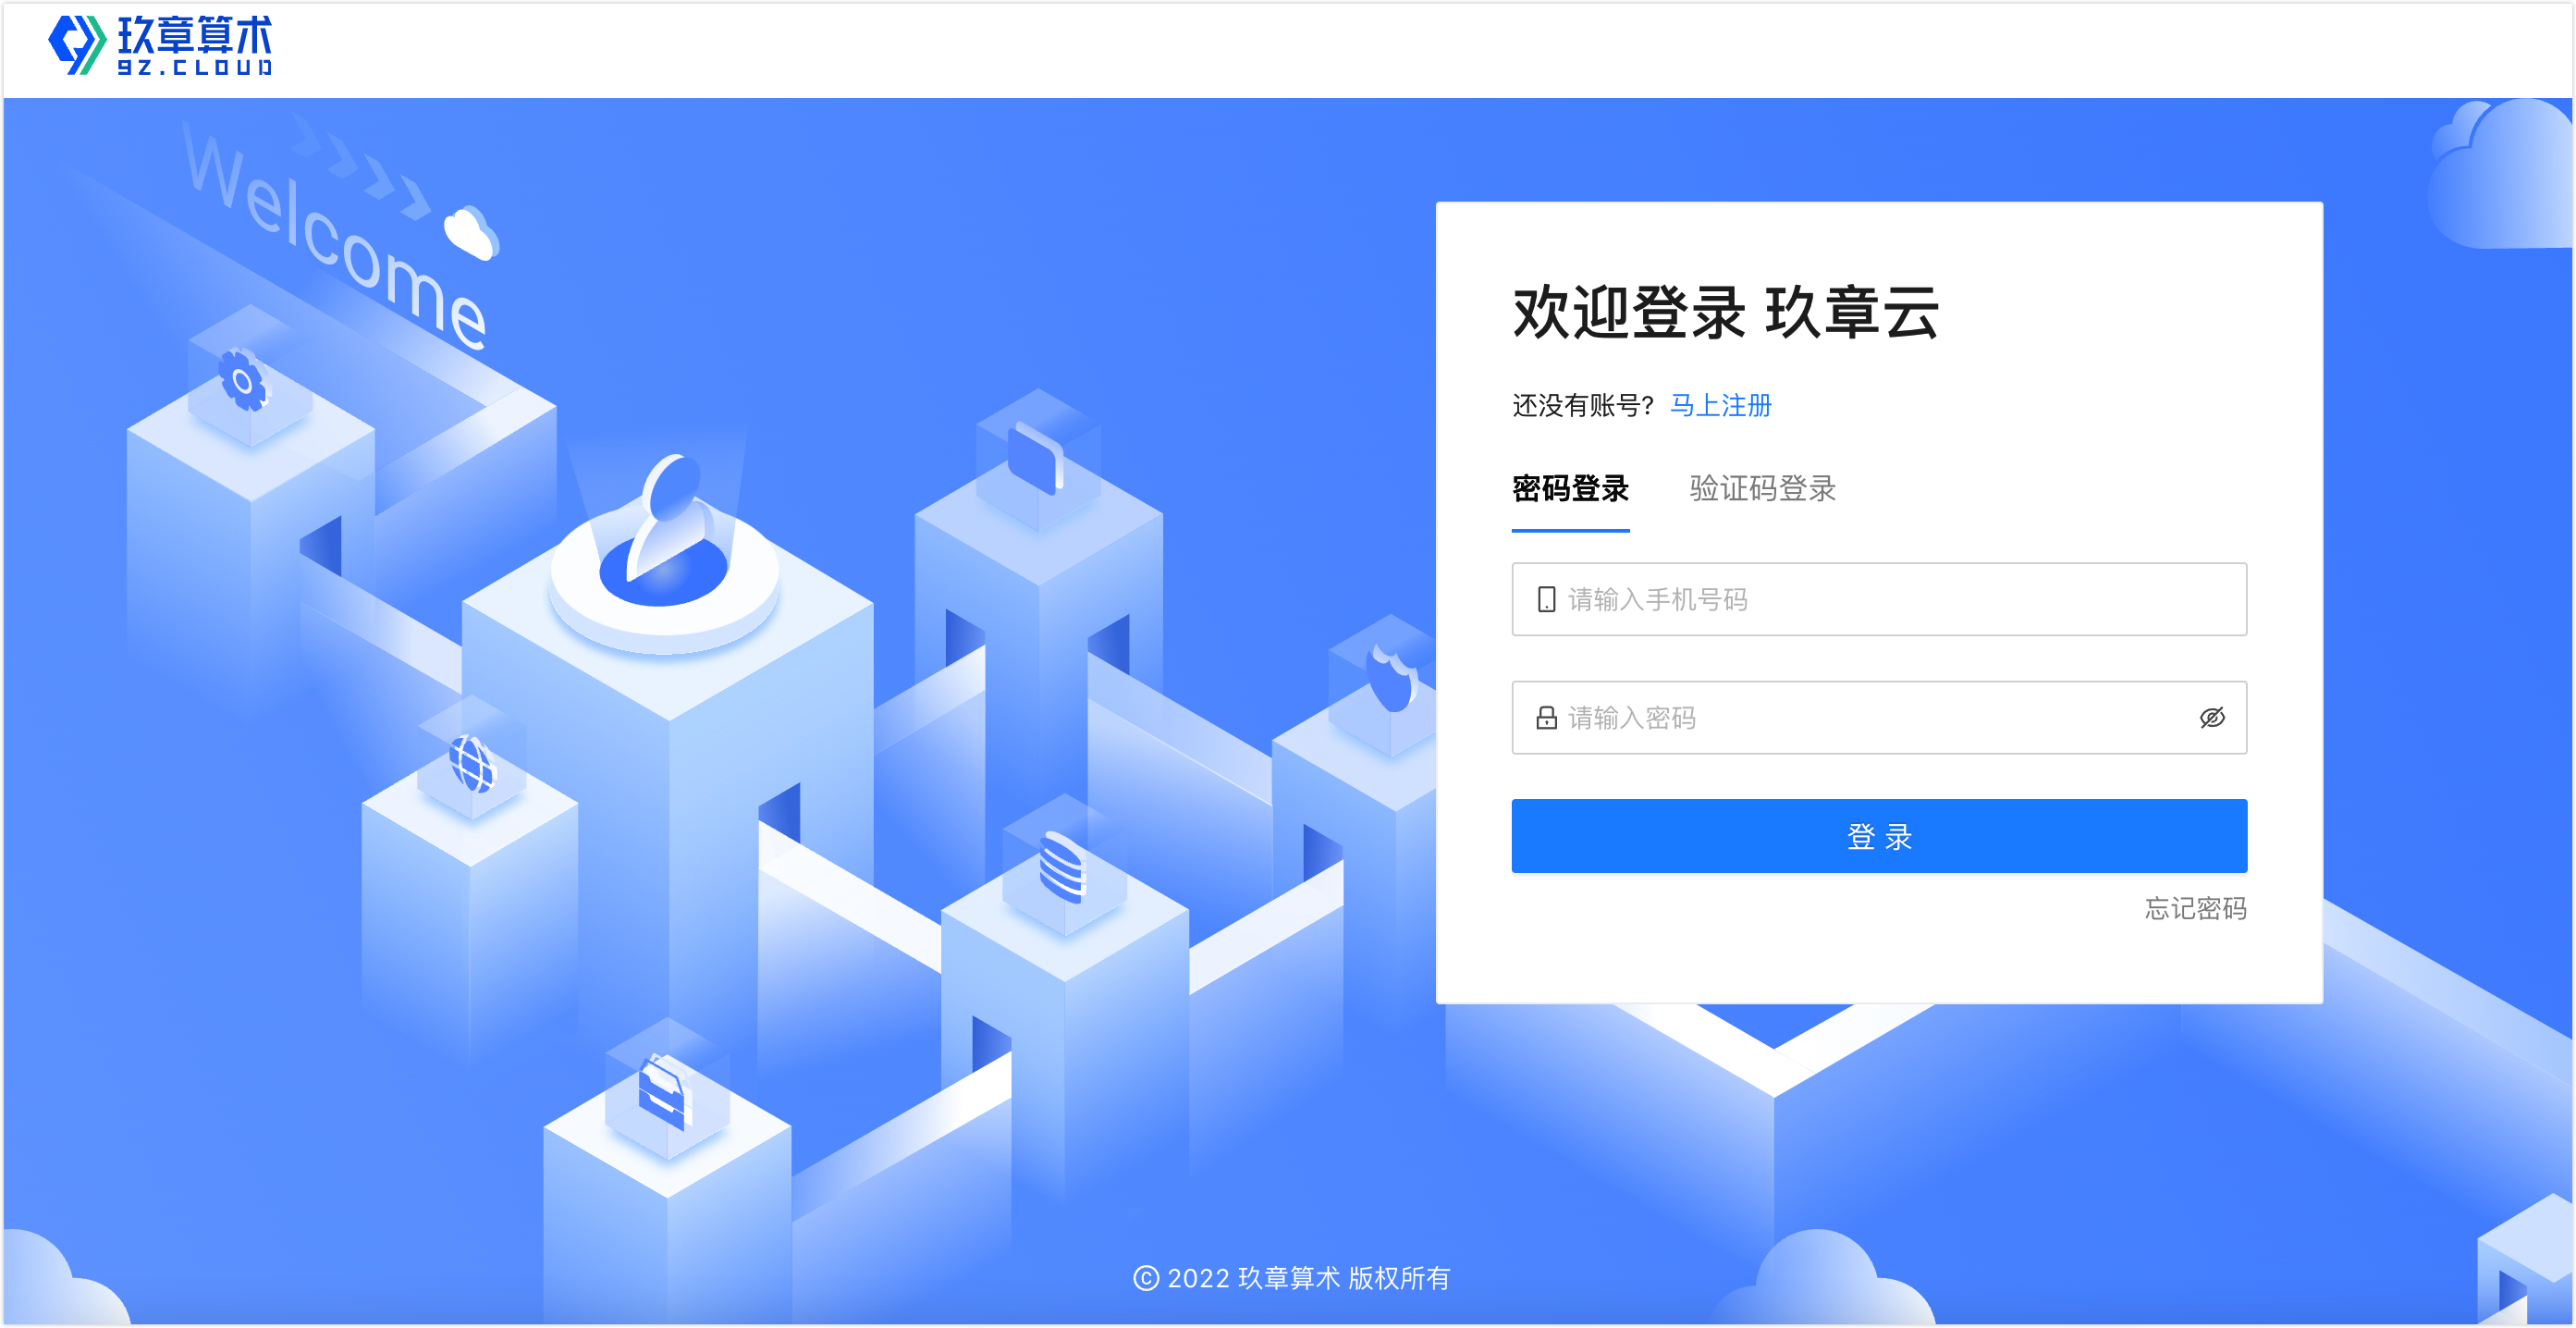 玖章算术
9Z.CLOUD
Welcome
欢迎登录 玖章云
还没有账号? 马上注册
密码登录 验证码登录
请输入手机号码
请输入密码
登 录
忘记密码
© 2022 玖章算术 版权所有